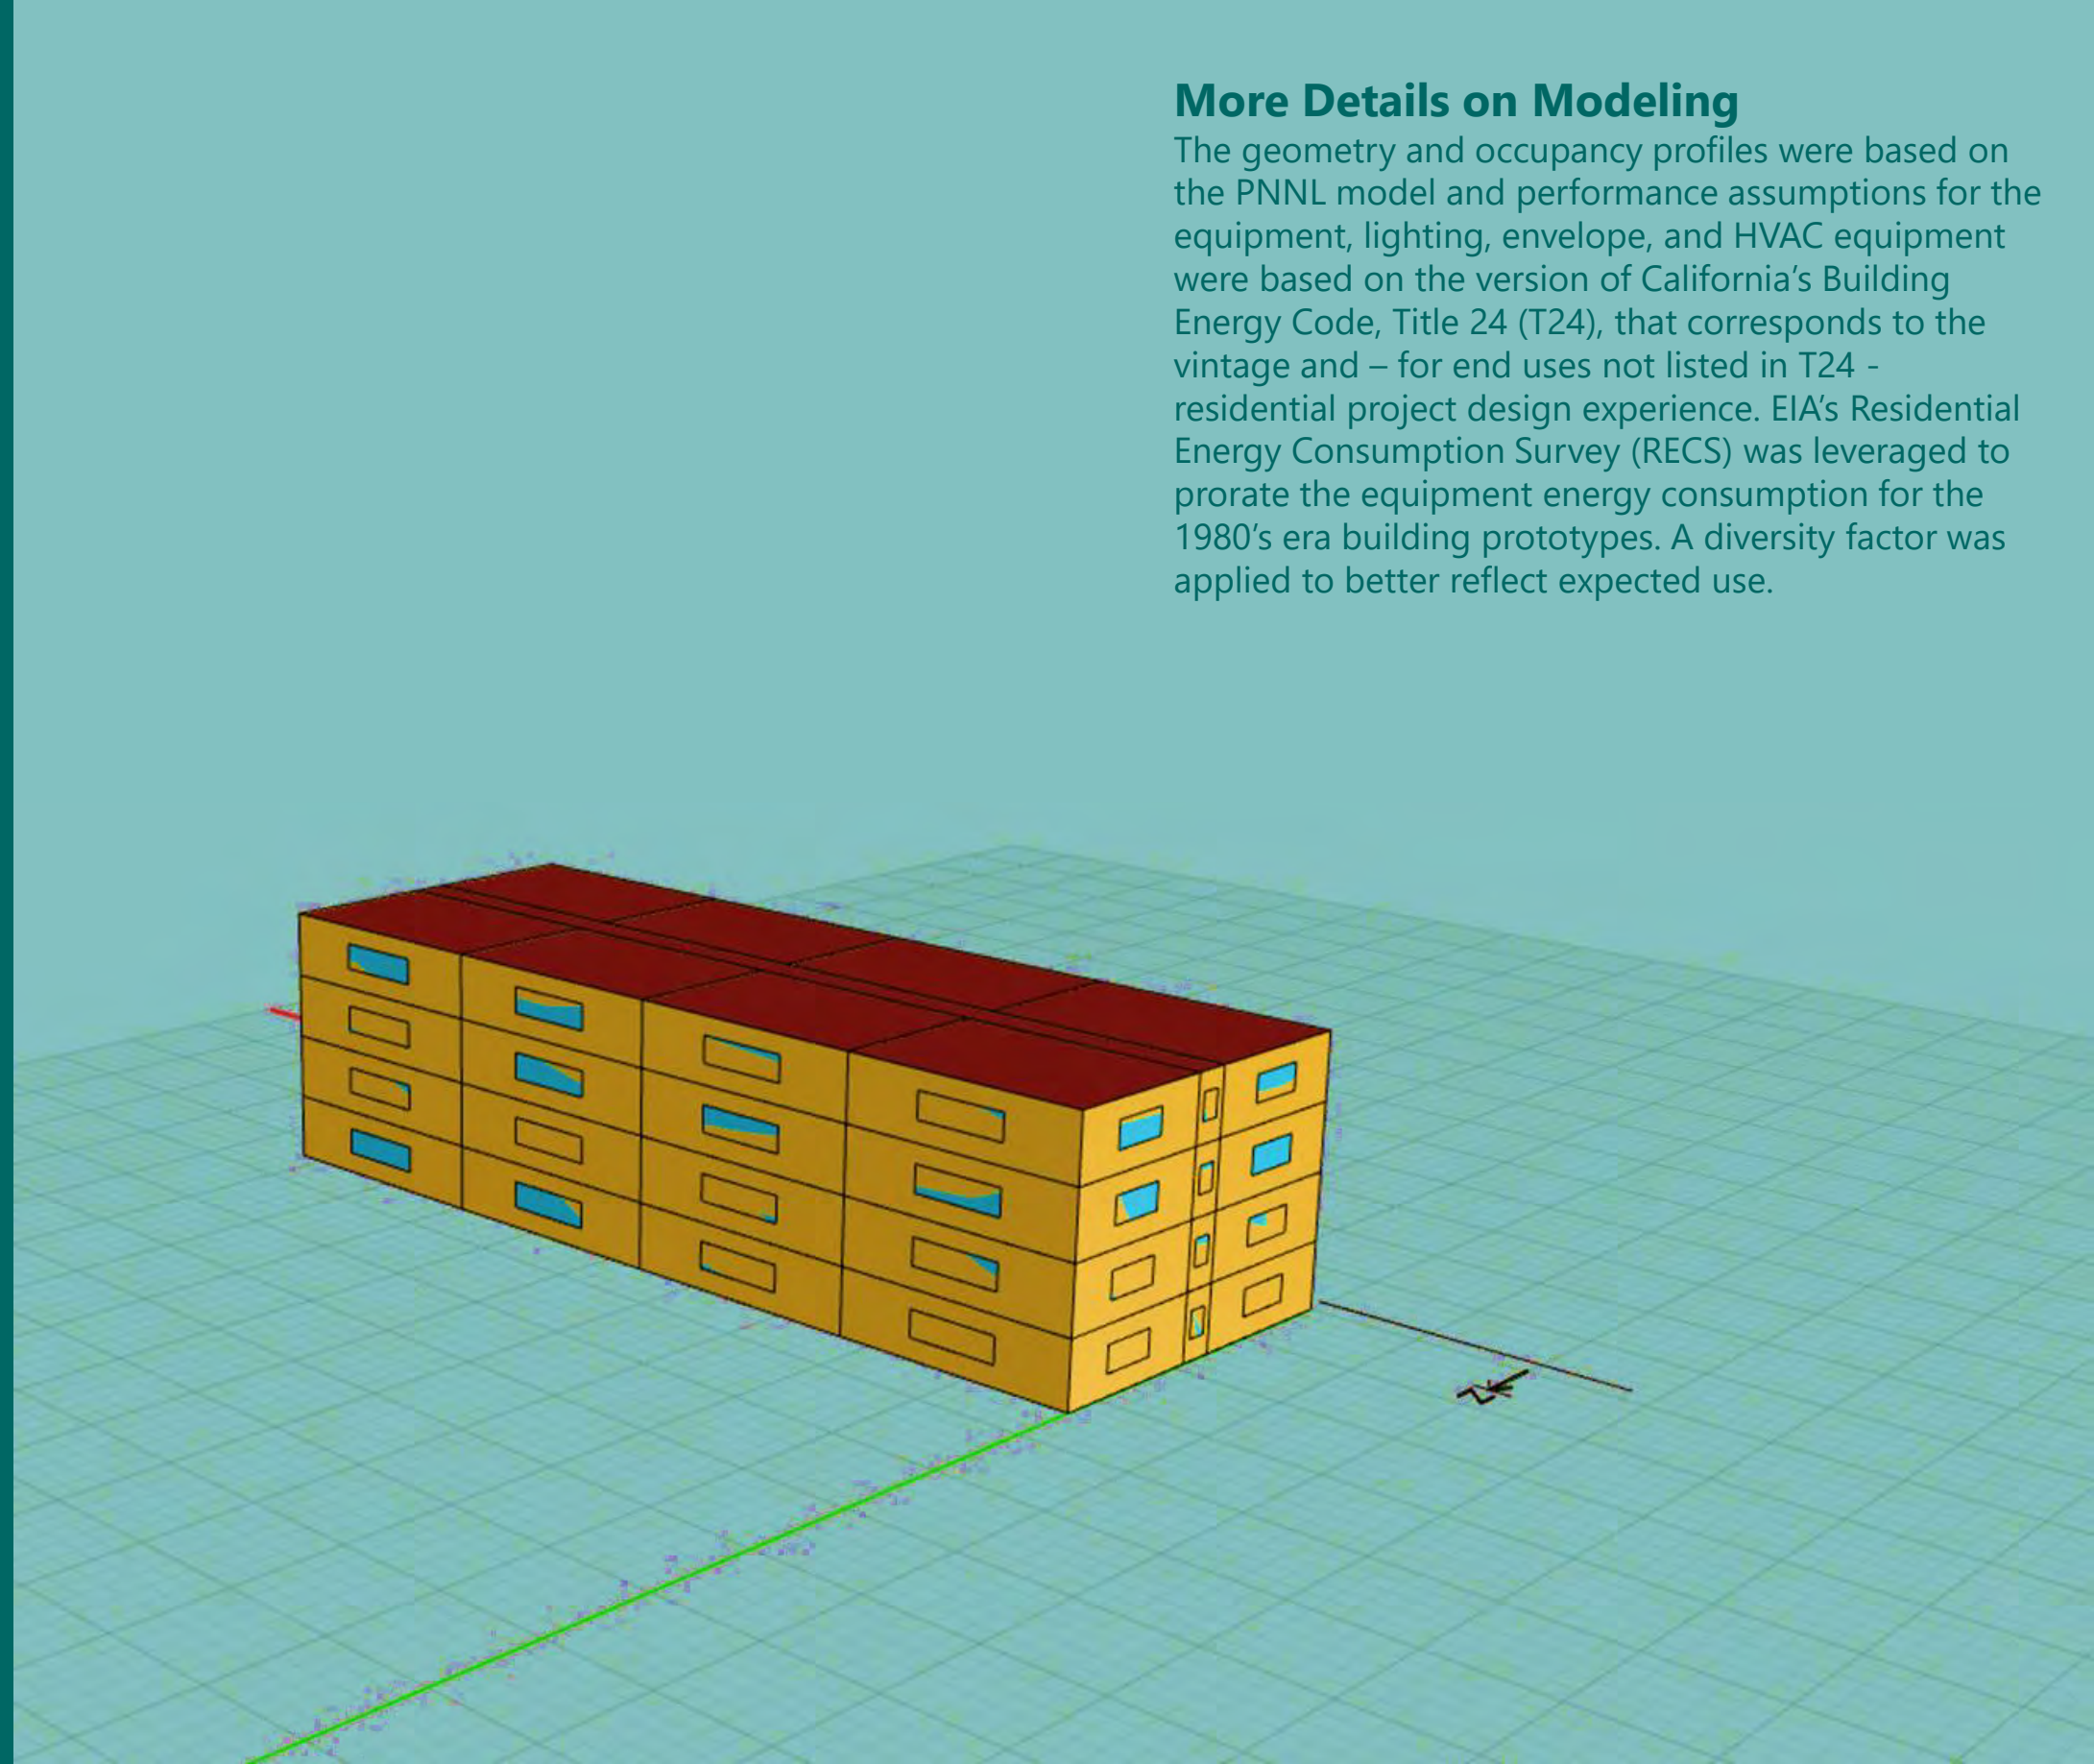 More Details on Modeling
The geometry and occupancy profiles were based on
the PNNL model and performance assumptions for the
equipment, lighting, envelope, and HVAC equipment
were based on the version of California’s Building
Energy Code, Title 24 (T24), that corresponds to the
vintage and – for end uses not listed in T24 -
residential project design experience. EIA’s Residential
Energy Consumption Survey (RECS) was leveraged to
prorate the equipment energy consumption for the
1980’s era building prototypes. A diversity factor was
applied to better reflect expected use.
N